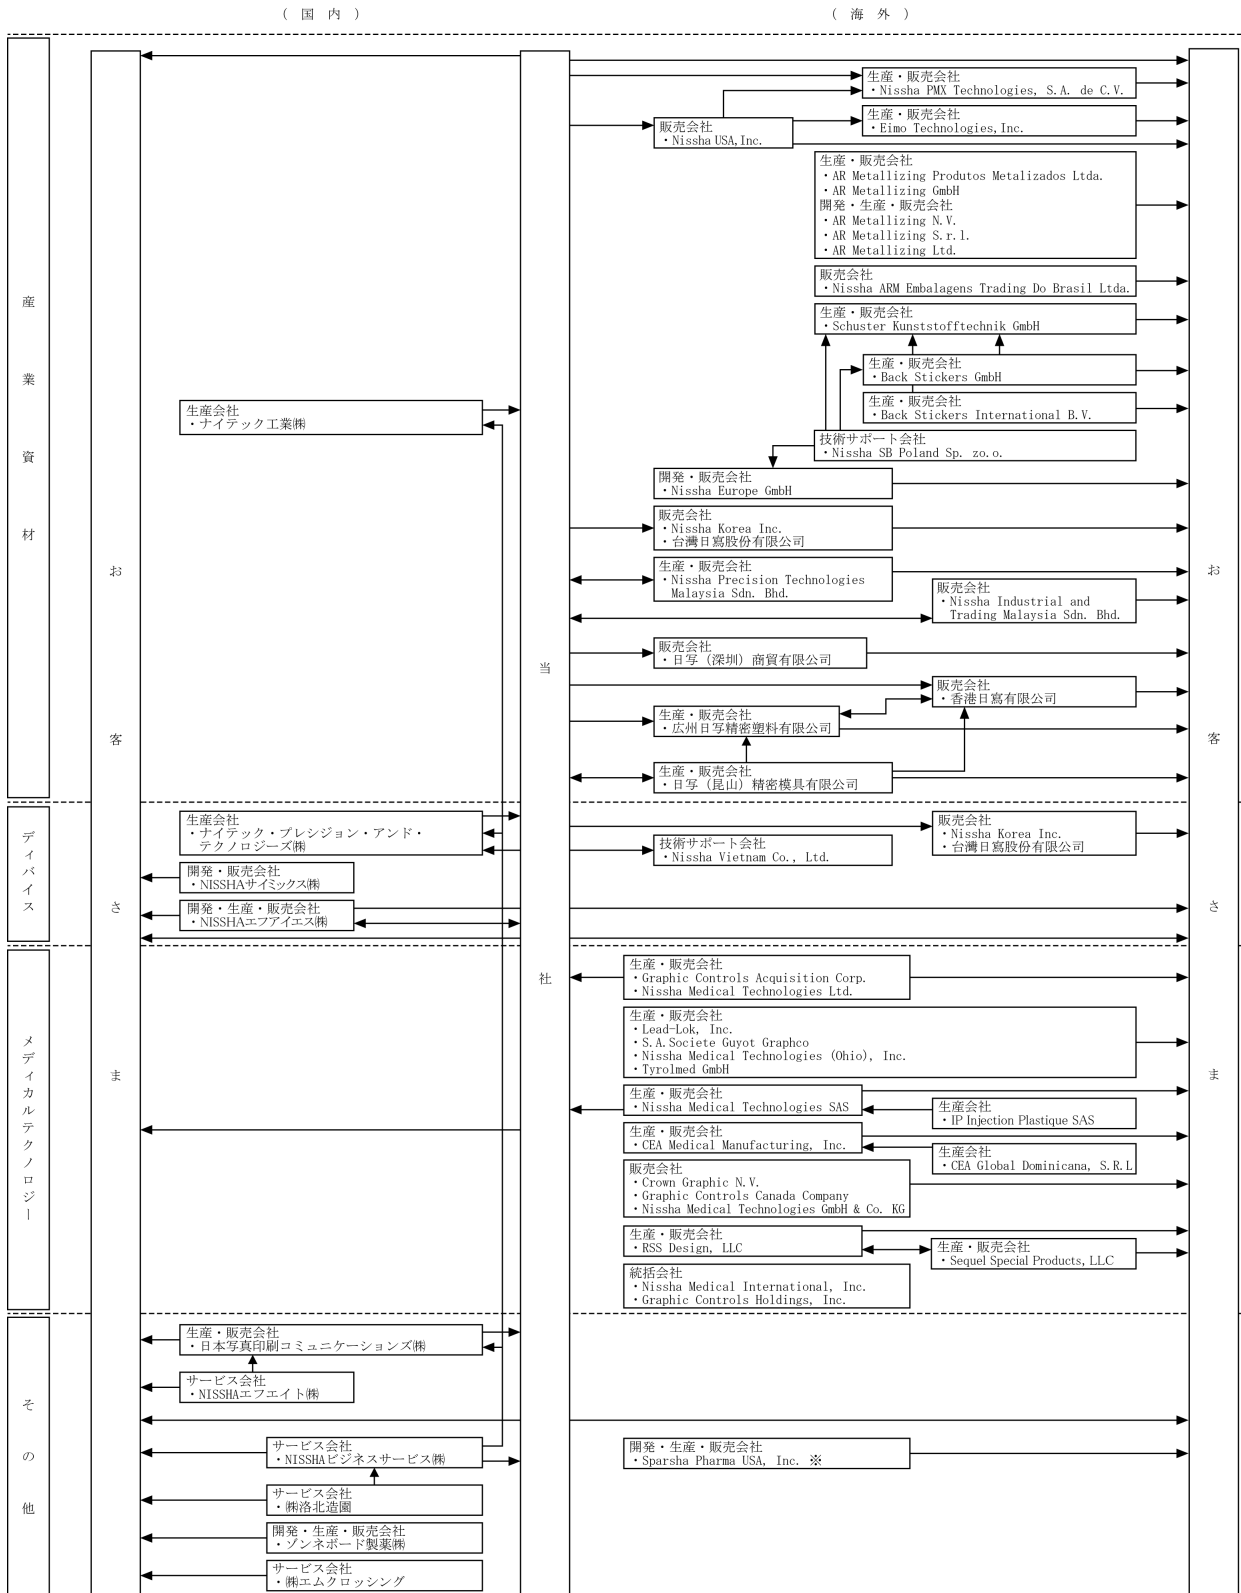 （ 国 内 ）
（ 海 外 ）
産業資材
お客さま
当社
お客さま
生産・販売会社
・Nissha PMX Technologies, S.A. de C.V.
生産・販売会社
・Eimo Technologies,Inc.
販売会社
・Nissha USA,Inc.
生産・販売会社
・AR Metallizing Produtos Metalizados Ltda.
・AR Metallizing GmbH
開発・生産・販売会社
・AR Metallizing N.V.
・AR Metallizing S.r.l.
・AR Metallizing Ltd.
販売会社
・Nissha ARM Embalagens Trading Do Brasil Ltda.
生産・販売会社
・Schuster Kunststofftechnik GmbH
生産・販売会社
・Back Stickers GmbH
生産・販売会社
・Back Stickers International B.V.
生産会社
・ナイテック工業㈱
技術サポート会社
・Nissha SB Poland Sp. zo.o.
開発・販売会社
・Nissha Europe GmbH
販売会社
・Nissha Korea Inc.
・台灣日寫股份有限公司
生産・販売会社
・Nissha Precision Technologies
Malaysia Sdn. Bhd.
販売会社
・Nissha Industrial and
Trading Malaysia Sdn. Bhd.
販売会社
・日写（深圳）商貿有限公司
販売会社
・香港日寫有限公司
生産・販売会社
・広州日写精密塑料有限公司
生産・販売会社
・日写（昆山）精密模具有限公司
ディバイス
生産会社
・ナイテック・プレシジョン・アンド・
テクノロジーズ㈱
販売会社
・Nissha Korea Inc.
・台灣日寫股份有限公司
技術サポート会社
・Nissha Vietnam Co., Ltd.
開発・販売会社
・NISSHAサイミックス㈱
開発・生産・販売会社
・NISSHAエフアイエス㈱
メディカルテクノロジー
生産・販売会社
・Graphic Controls Acquisition Corp.
・Nissha Medical Technologies Ltd.
生産・販売会社
・Lead-Lok, Inc.
・S.A.Societe Guyot Graphco
・Nissha Medical Technologies (Ohio), Inc.
・Tyrolmed GmbH
生産・販売会社
・Nissha Medical Technologies SAS
生産会社
・IP Injection Plastique SAS
生産・販売会社
・CEA Medical Manufacturing, Inc.
生産会社
・CEA Global Dominicana, S.R.L
販売会社
・Crown Graphic N.V.
・Graphic Controls Canada Company
・Nissha Medical Technologies GmbH & Co. KG
生産・販売会社
・RSS Design, LLC
生産・販売会社
・Sequel Special Products, LLC
統括会社
・Nissha Medical International, Inc.
・Graphic Controls Holdings, Inc.
その他
生産・販売会社
・日本写真印刷コミュニケーションズ㈱
サービス会社
・NISSHAエフエイト㈱
サービス会社
・NISSHAビジネスサービス㈱
開発・生産・販売会社
・Sparsha Pharma USA, Inc. ※
サービス会社
・㈱洛北造園
開発・生産・販売会社
・ゾンネボード製薬㈱
サービス会社
・㈱エムクロッシング